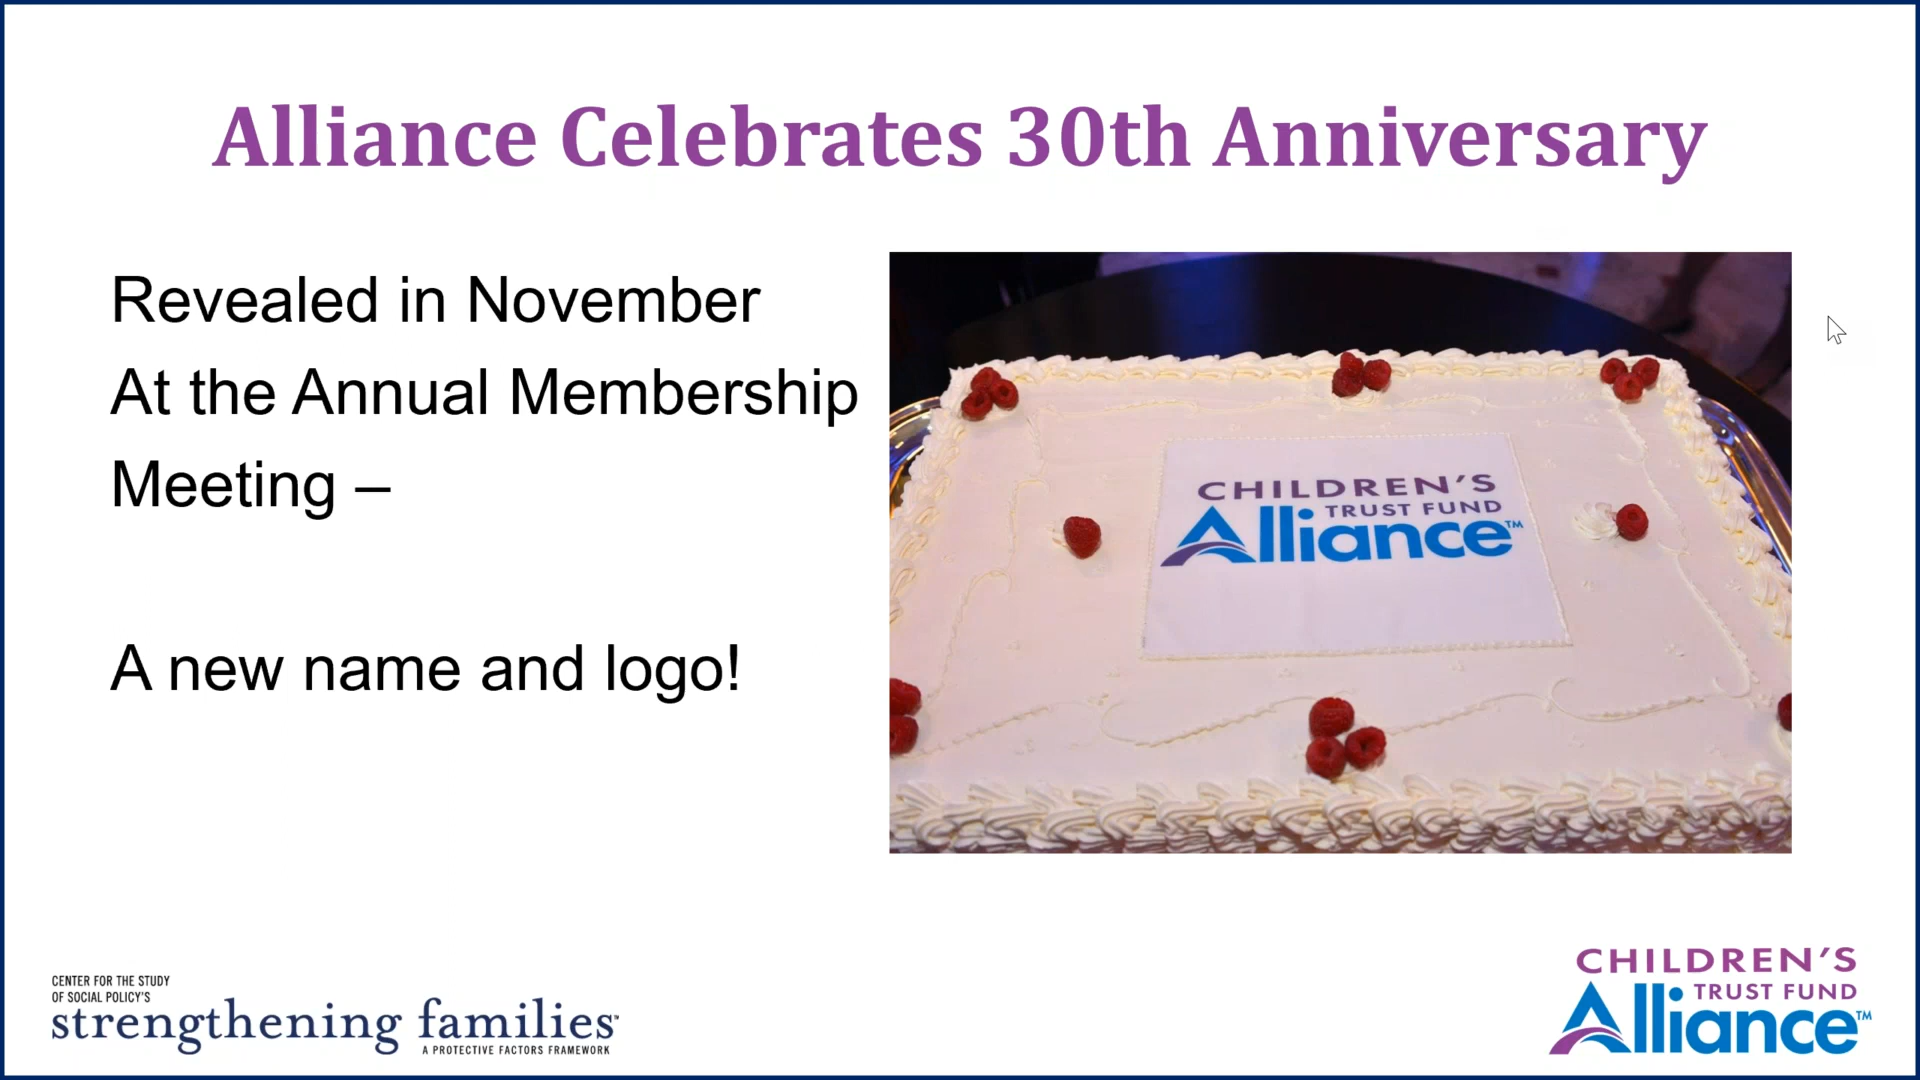 Alliance Celebrates 30th Anniversary
Revealed in November
At the Annual Membership
Meeting –
A new name and logo!
CHILDREN'S
TRUST FUND
Alliance™
CENTER FOR THE STUDY
OF SOCIAL POLICY'S
strengthening families™
A PROTECTIVE FACTORS FRAMEWORK
CHILDREN'S
TRUST FUND
Alliance™